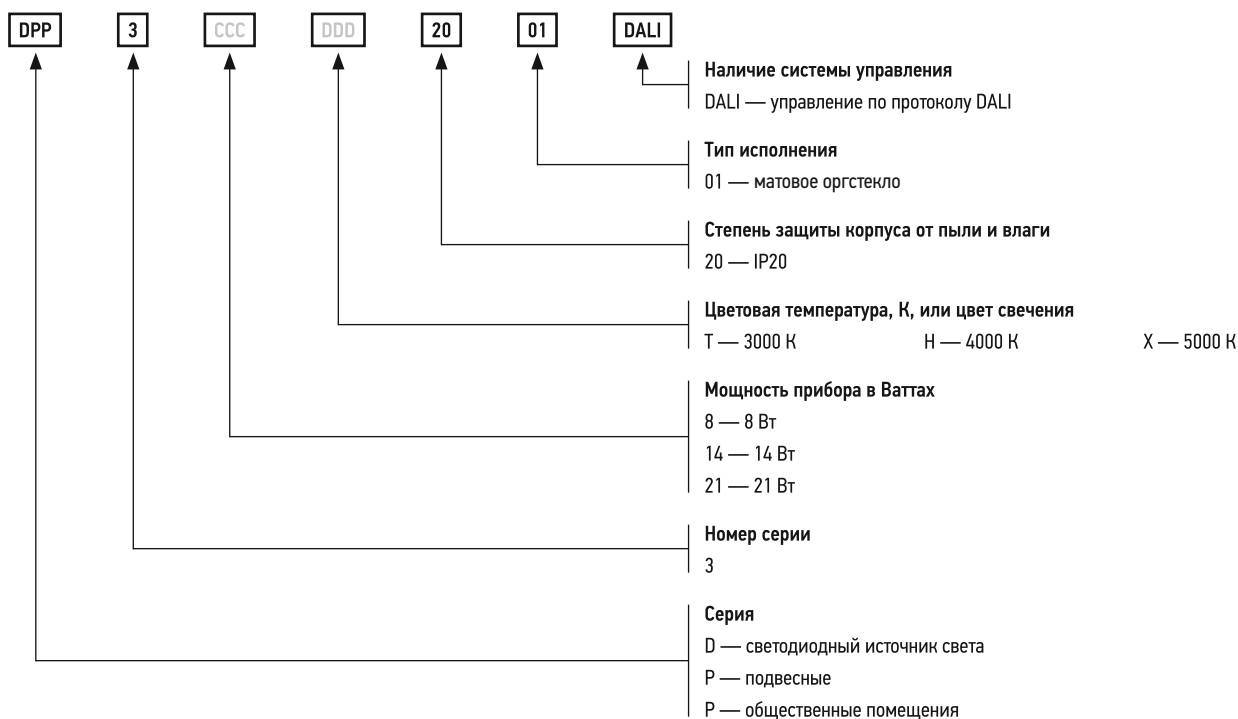 DPP 3 CCC DDD 20 01 DALI
Наличие системы управления
DALI — управление по протоколу DALI
Тип исполнения
01 — матовое оргстекло
Степень защиты корпуса от пыли и влаги
20 — IP20
Цветовая температура, К, или цвет свечения
Т — 3000 К Н — 4000 К Х — 5000 К
Мощность прибора в Ваттах
8 — 8 Вт
14 — 14 Вт
21 — 21 Вт
Номер серии
3
Серия
D — светодиодный источник света
P — подвесные
P — общественные помещения